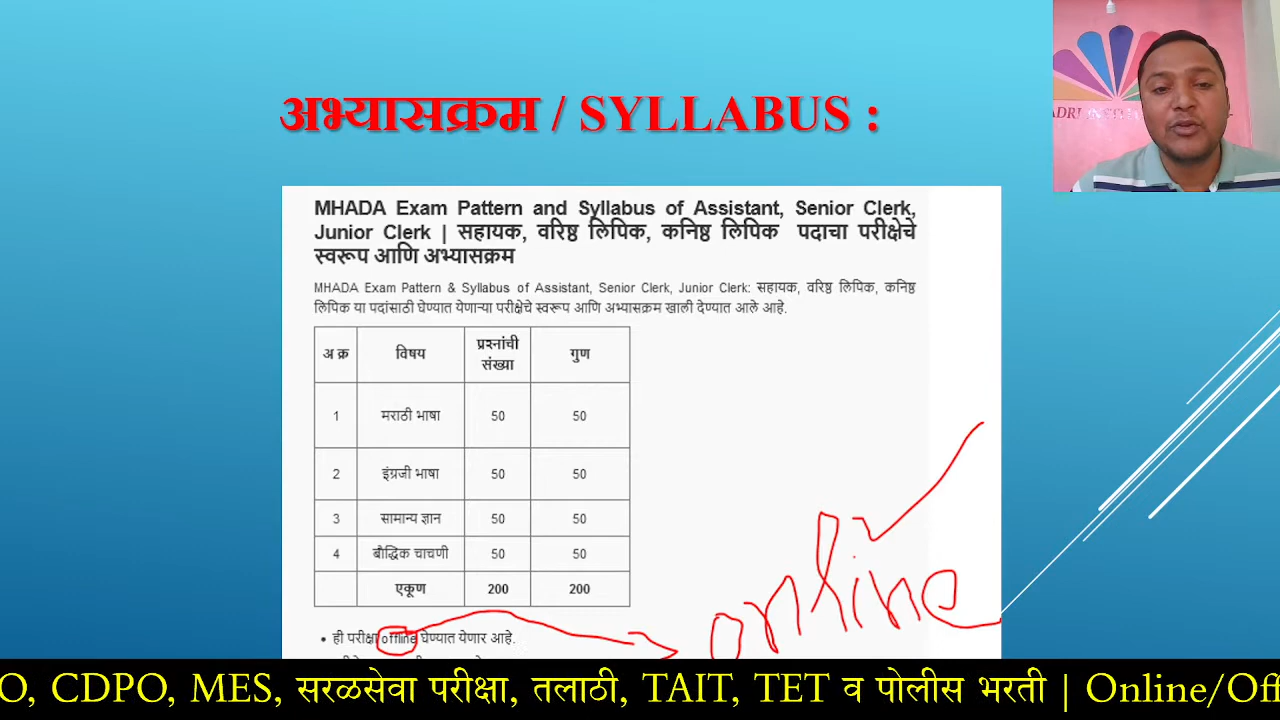 अभ्यासक्रम / SYLLABUS :
MHADA Exam Pattern and Syllabus of Assistant, Senior Clerk,
Junior Clerk | सहायक, वरिष्ठ लिपिक, कनिष्ठ लिपिक पदाचा परीक्षेचे
स्वरूप आणि अभ्यासक्रम
MHADA Exam Pattern & Syllabus of Assistant, Senior Clerk, Junior Clerk: सहायक, वरिष्ठ लिपिक, कनिष्ठ
लिपिक या पदांसाठी घेण्यात येणाऱ्या परीक्षेचे स्वरूप आणि अभ्यासक्रम खाली देण्यात आले आहे.
अ क्र विषय प्रश्नांची संख्या गुण
1 मराठी भाषा 50 50
2 इंग्रजी भाषा 50 50
3 सामान्य ज्ञान 50 50
4 बौद्धिक चाचणी 50 50
एकूण 200 200
• ही परीक्षा offline घेण्यात येणार आहे.
online
O, CDPO, MES, सरळसेवा परीक्षा, तलाठी, TAIT, TET व पोलीस भरती | Online/Off